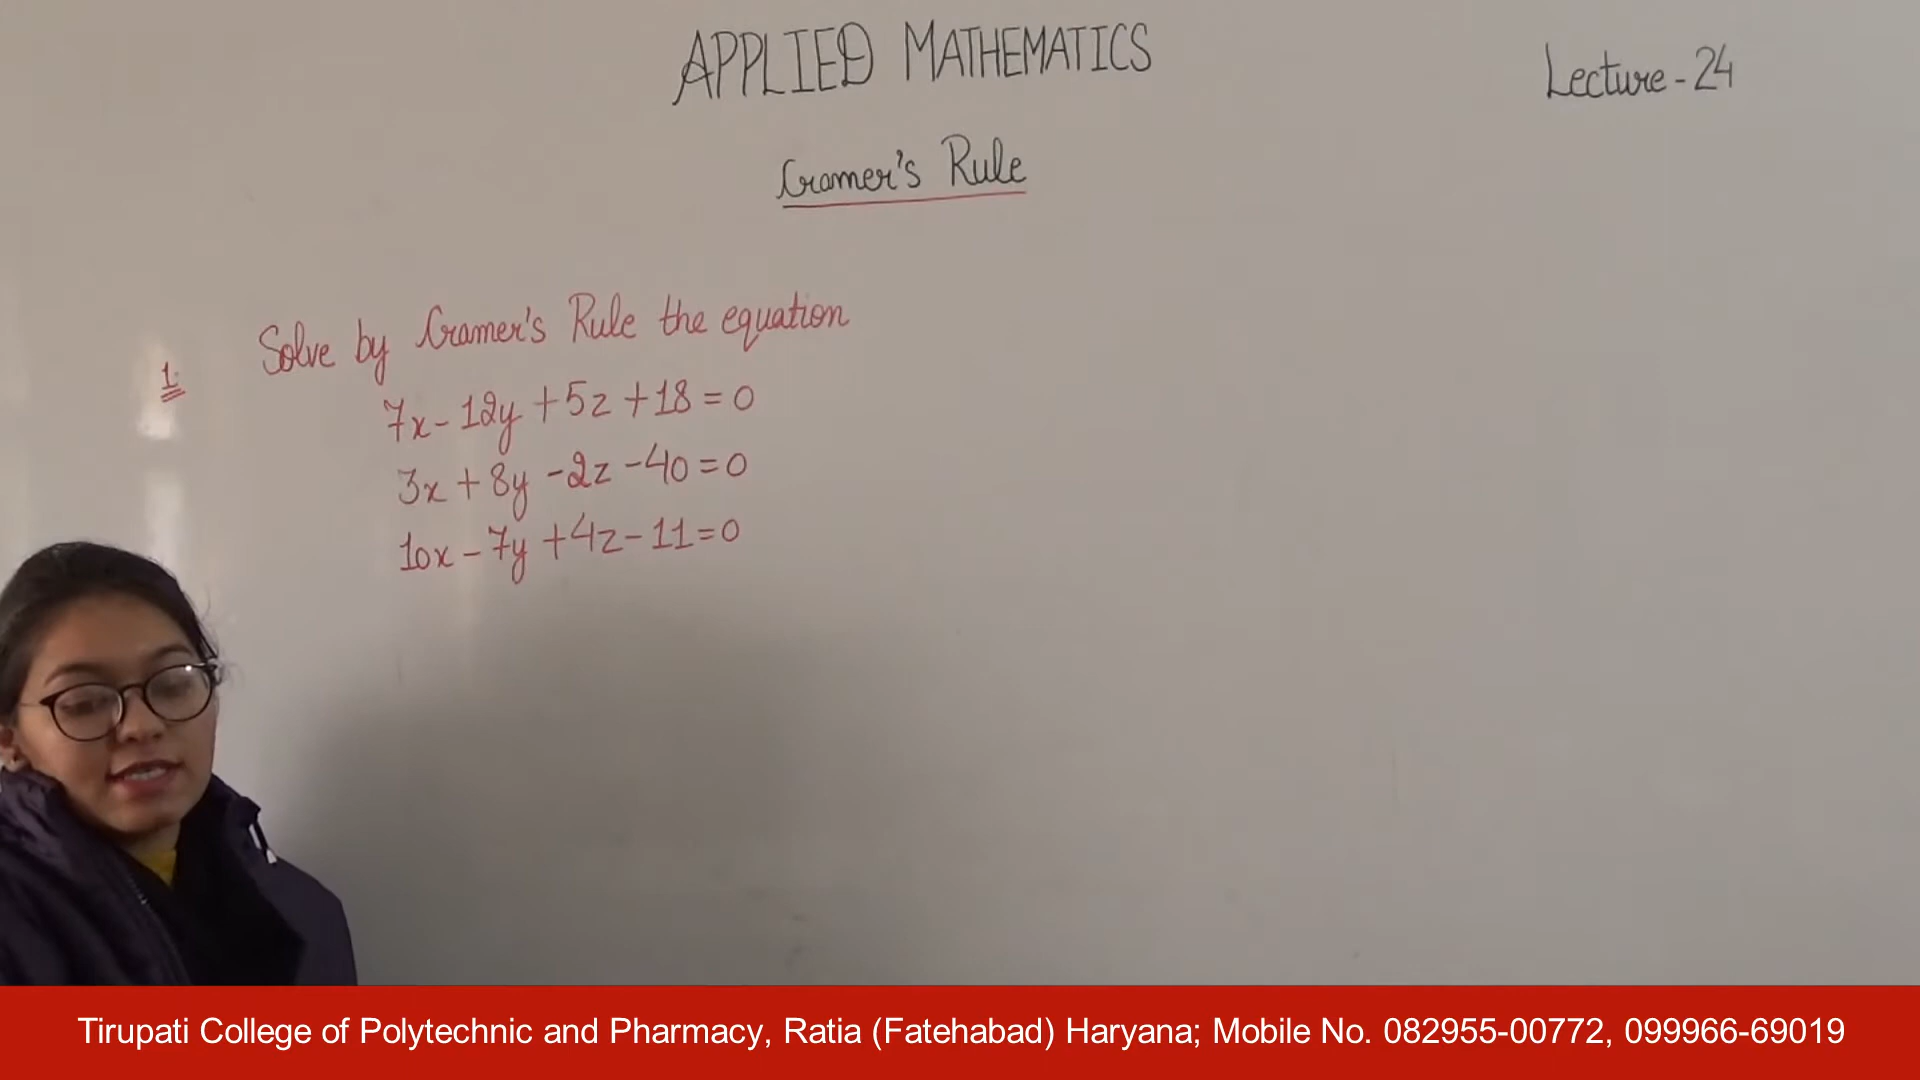 APPLIED MATHEMATICS
Lecture - 24
Cramer's Rule
1. Solve by Cramer's Rule the equation
7x - 12y + 5z + 18 = 0
3x + 8y - 2z - 40 = 0
10x - 7y + 4z - 11 = 0
Tirupati College of Polytechnic and Pharmacy, Ratia (Fatehabad) Haryana; Mobile No. 082955-00772, 099966-69019